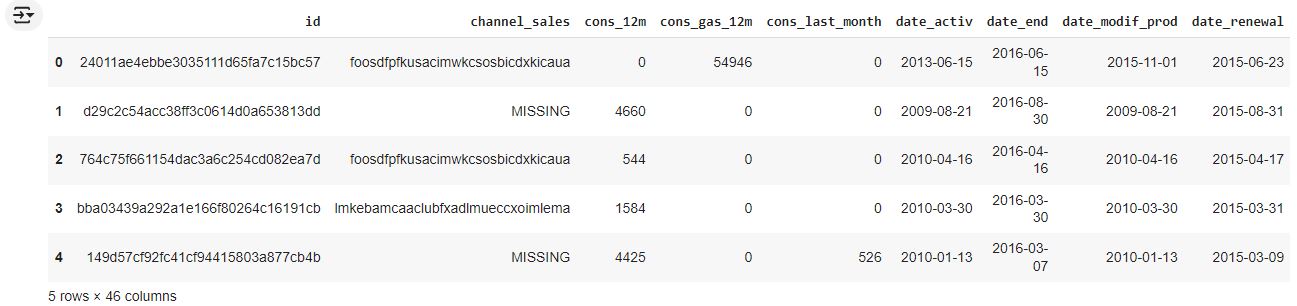 id channel_sales cons_12m cons_gas_12m cons_last_month date_activ date_end date_modif_prod date_renewal
0 24011ae4ebbe3035111d65fa7c15bc57 foosdfpfkusacimwkcsosbicdxkicaua 0 54946 0 2013-06-15 2016-06-15 2015-11-01 2015-06-23
1 d29c2c54acc38ff3c0614d0a653813dd MISSING 4660 0 0 2009-08-21 2016-08-30 2009-08-21 2015-08-31
2 764c75f661154dac3a6c254cd082ea7d foosdfpfkusacimwkcsosbicdxkicaua 544 0 0 2010-04-16 2016-04-16 2010-04-16 2015-04-17
3 bba03439a292a1e166f80264c16191cb lmkebamcaaclubfxadlmueccxoimlema 1584 0 0 2010-03-30 2016-03-30 2010-03-30 2015-03-31
4 149d57cf92fc41cf94415803a877cb4b MISSING 4425 0 526 2010-01-13 2016-03-07 2010-01-13 2015-03-09
5 rows × 46 columns